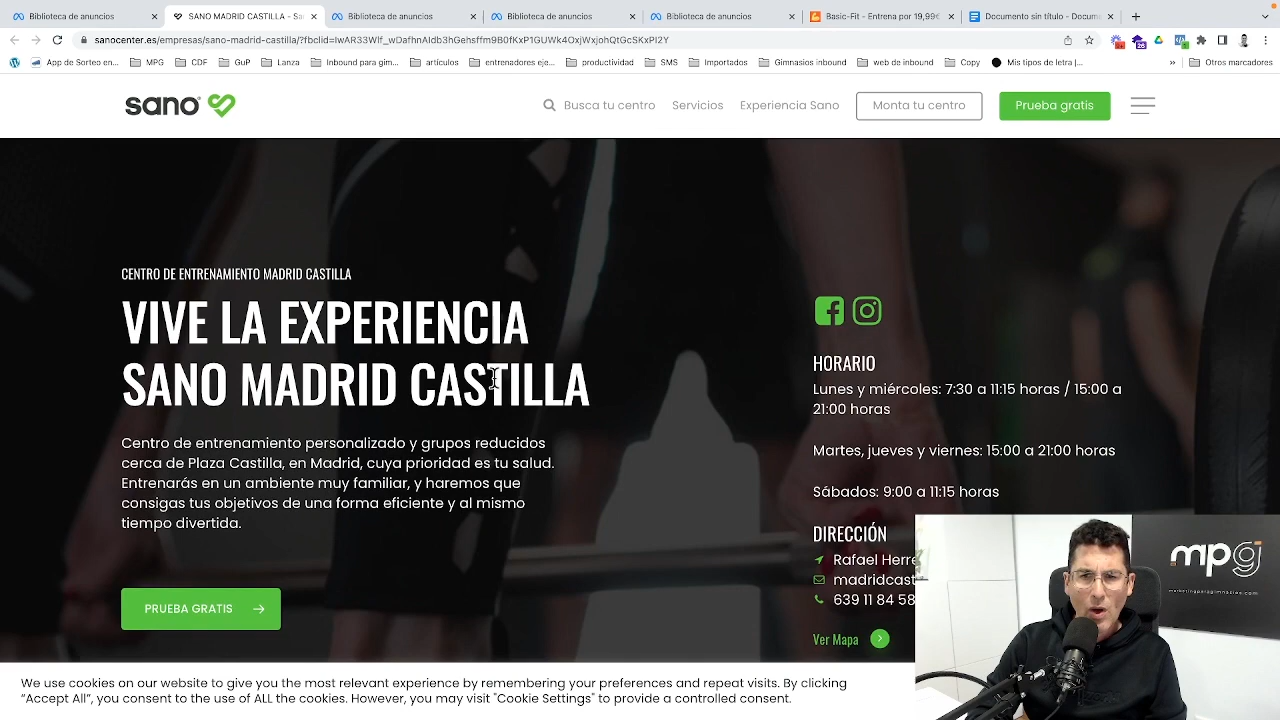 Biblioteca de anuncios
SANO MADRID CASTILLA - Sa
Biblioteca de anuncios
Biblioteca de anuncios
Biblioteca de anuncios
Basic-Fit - Entrena por 19,99€
Documento sin título - Docum
sanocenter.es/empresas/sano-madrid-castilla/?fbclid=IwAR33Wlf_wDafhnAIdb3hGehsffm9B0fKxP1GUWk4OxjWxjohQtGcSKxPI2Y
App de Sorteo en...
MPG
CDF
GuP
Lanza
Inbound para gim...
artículos
entrenadores eje...
productividad
SMS
Importados
Gimnasios inbound
web de inbound
Copy
Mis tipos de letra |...
»
Otros marcadores
sano
Busca tu centro
Servicios
Experiencia Sano
Monta tu centro
Prueba gratis
CENTRO DE ENTRENAMIENTO MADRID CASTILLA
VIVE LA EXPERIENCIA
SANO MADRID CASTILLA
Centro de entrenamiento personalizado y grupos reducidos
cerca de Plaza Castilla, en Madrid, cuya prioridad es tu salud.
Entrenarás en un ambiente muy familiar, y haremos que
consigas tus objetivos de una forma eficiente y al mismo
tiempo divertida.
PRUEBA GRATIS
HORARIO
Lunes y miércoles: 7:30 a 11:15 horas / 15:00 a
21:00 horas
Martes, jueves y viernes: 15:00 a 21:00 horas
Sábados: 9:00 a 11:15 horas
DIRECCIÓN
Rafael Herre
madridcast
639 11 84 58
Ver Mapa
mpg
marketingparagimnasios.com
We use cookies on our website to give you the most relevant experience by remembering your preferences and repeat visits. By clicking
“Accept All”, you consent to the use of ALL the cookies. However, you may visit "Cookie Settings" to provide a controlled consent.